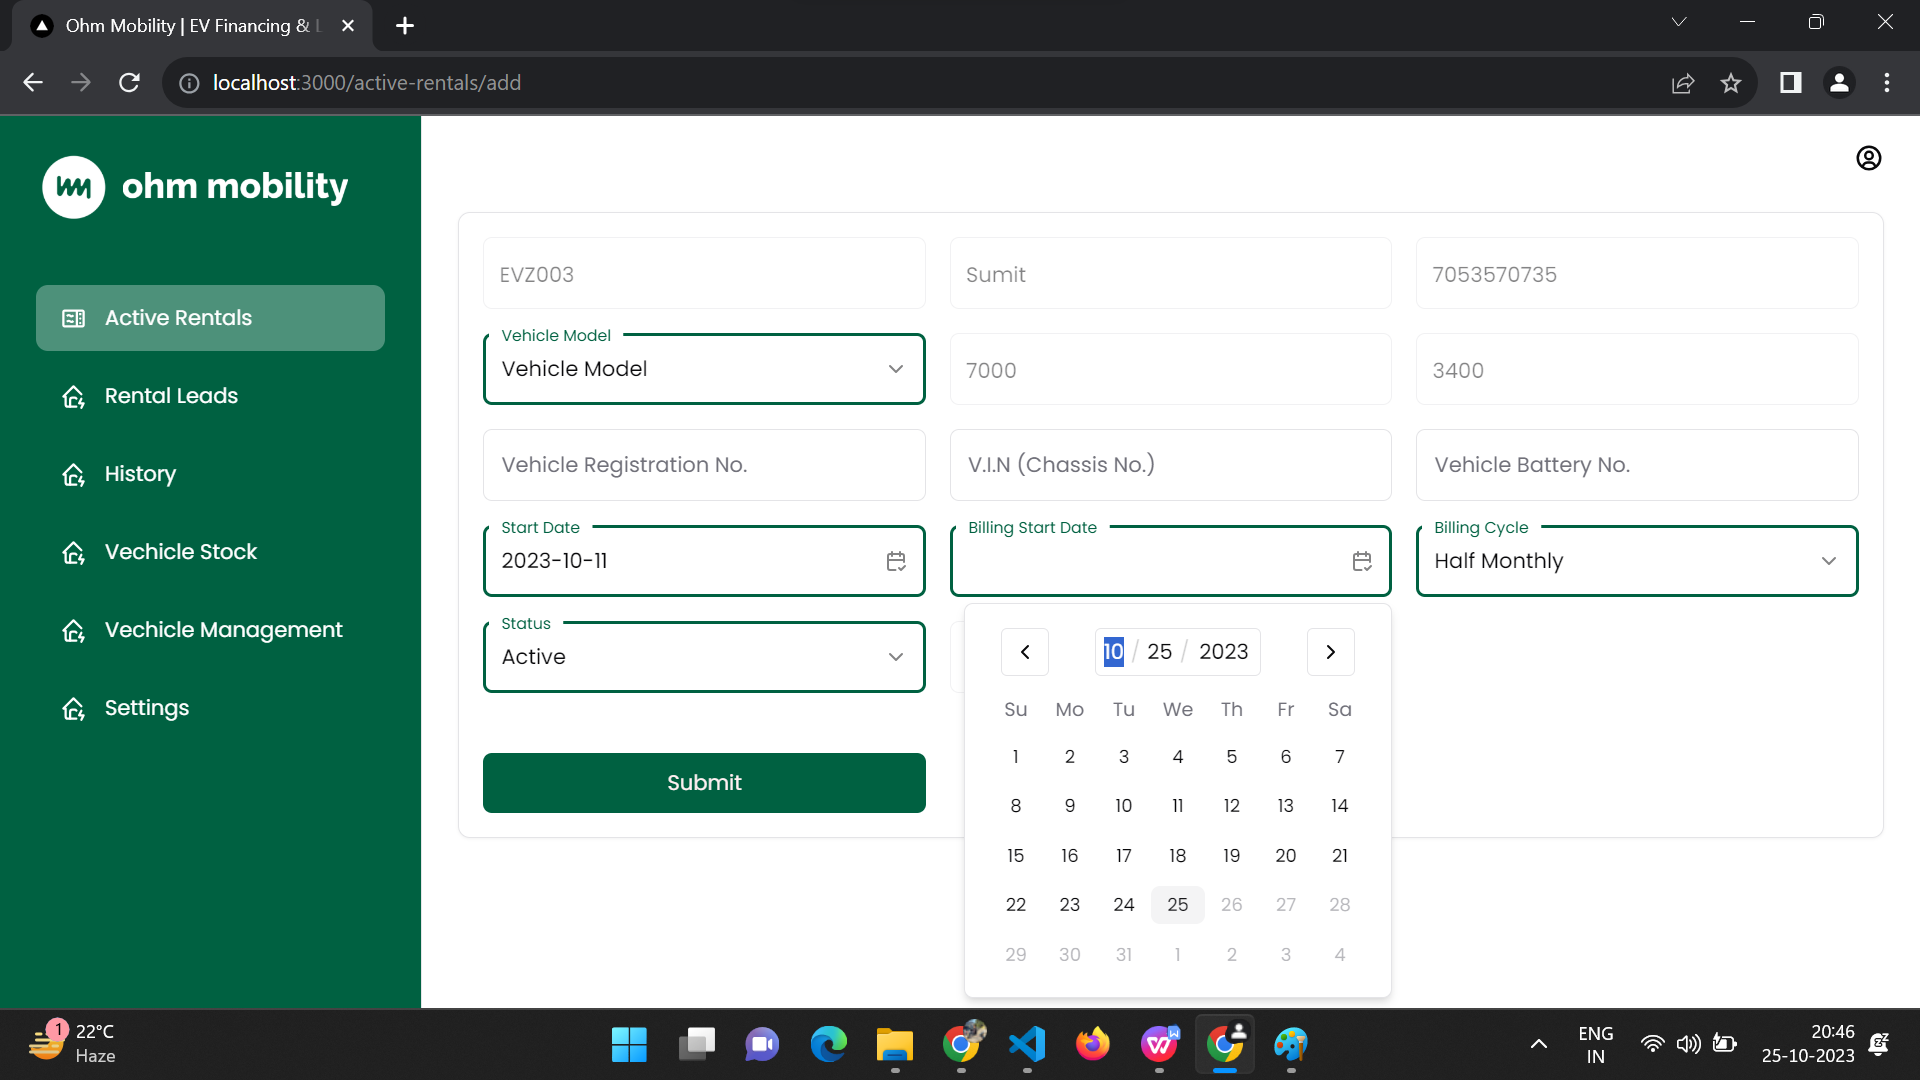 Ohm Mobility | EV Financing &
localhost:3000/active-rentals/add
ohm mobility
Active Rentals
Rental Leads
History
Vechicle Stock
Vechicle Management
Settings
EVZ003
Sumit
7053570735
Vehicle Model
Vehicle Model
7000
3400
Vehicle Registration No.
V.I.N (Chassis No.)
Vehicle Battery No.
Start Date
2023-10-11
Billing Start Date
Billing Cycle
Half Monthly
Status
Active
Submit
10 / 25 / 2023
Su Mo Tu We Th Fr Sa
1 2 3 4 5 6 7
8 9 10 11 12 13 14
15 16 17 18 19 20 21
22 23 24 25 26 27 28
29 30 31 1 2 3 4
1
22°C
Haze
ENG
IN
20:46
25-10-2023